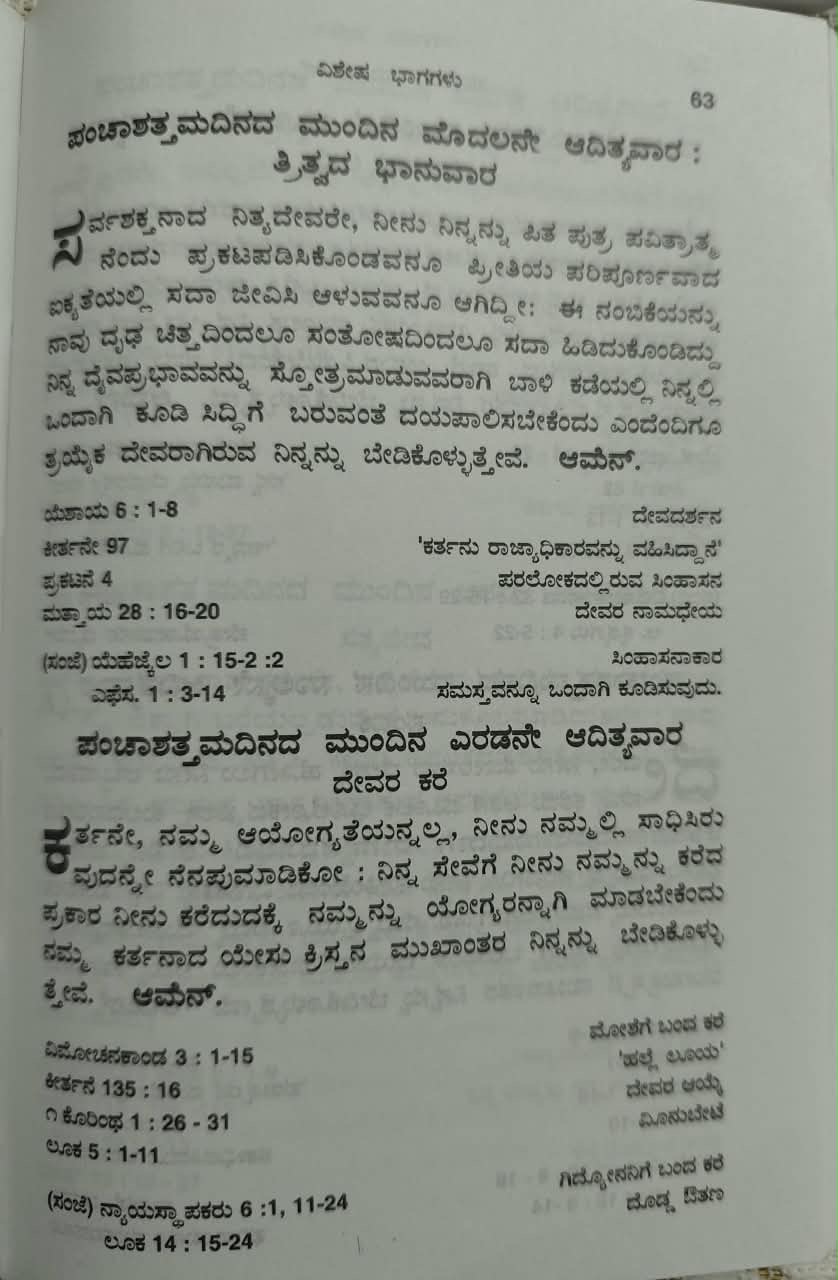 ವಿಶೇಷ ಭಾಗಗಳು
63
ಪಂಚಾಶತ್ತಮದಿನದ ಮುಂದಿನ ಮೊದಲನೇ ಆದಿತ್ಯವಾರ :
ತ್ರಿತ್ವದ ಭಾನುವಾರ
ಸರ್ವಶಕ್ತನಾದ ನಿತ್ಯದೇವರೇ, ನೀನು ನಿನ್ನನ್ನು ಪಿತ ಪುತ್ರ ಪವಿತ್ರಾತ್ಮ
ನೆಂದು ಪ್ರಕಟಪಡಿಸಿಕೊಂಡವನೂ ಪ್ರೀತಿಯ ಪರಿಪೂರ್ಣವಾದ
ಐಕ್ಯತೆಯಲ್ಲಿ ಸದಾ ಜೀವಿಸಿ ಆಳುವವನೂ ಆಗಿದ್ದೀ: ಈ ನಂಬಿಕೆಯನ್ನು
ನಾವು ದೃಢ ಚಿತ್ತದಿಂದಲೂ ಸಂತೋಷದಿಂದಲೂ ಸದಾ ಹಿಡಿದುಕೊಂಡಿದ್ದು
ನಿನ್ನ ದೈವಪ್ರಭಾವವನ್ನು ಸ್ತೋತ್ರಮಾಡುವವರಾಗಿ ಬಾಳಿ ಕಡೆಯಲ್ಲಿ ನಿನ್ನಲ್ಲಿ
ಒಂದಾಗಿ ಕೂಡಿ ಸಿದ್ಧಿಗೆ ಬರುವಂತೆ ದಯಪಾಲಿಸಬೇಕೆಂದು ಎಂದೆಂದಿಗೂ
ತ್ರಯೈಕ ದೇವರಾಗಿರುವ ನಿನ್ನನ್ನು ಬೇಡಿಕೊಳ್ಳುತ್ತೇವೆ. ಆಮೆನ್.
ಯೆಶಾಯ 6 : 1-8 ದೇವದರ್ಶನ
ಕೀರ್ತನೇ 97 'ಕರ್ತನು ರಾಜ್ಯಾಧಿಕಾರವನ್ನು ವಹಿಸಿದ್ದಾನೆ'
ಪ್ರಕಟನೆ 4 ಪರಲೋಕದಲ್ಲಿರುವ ಸಿಂಹಾಸನ
ಮತ್ತಾಯ 28 : 16-20 ದೇವರ ನಾಮಧೇಯ
(ಸಂಜೆ) ಯೆಹೆಜ್ಕೆಲ 1 : 15-2 :2 ಸಿಂಹಾಸನಾಕಾರ
ಎಫೆಸ. 1 : 3-14 ಸಮಸ್ತವನ್ನೂ ಒಂದಾಗಿ ಕೂಡಿಸುವುದು.
ಪಂಚಾಶತ್ತಮದಿನದ ಮುಂದಿನ ಎರಡನೇ ಆದಿತ್ಯವಾರ
ದೇವರ ಕರೆ
ಕರ್ತನೇ, ನಮ್ಮ ಆಯೋಗ್ಯತೆಯನ್ನಲ್ಲ, ನೀನು ನಮ್ಮಲ್ಲಿ ಸಾಧಿಸಿರು
ವುದನ್ನೇ ನೆನಪುಮಾಡಿಕೋ : ನಿನ್ನ ಸೇವೆಗೆ ನೀನು ನಮ್ಮನ್ನು ಕರೆದ
ಪ್ರಕಾರ ನೀನು ಕರೆದುದಕ್ಕೆ ನಮ್ಮನ್ನು ಯೋಗ್ಯರನ್ನಾಗಿ ಮಾಡಬೇಕೆಂದು
ನಮ್ಮ ಕರ್ತನಾದ ಯೇಸು ಕ್ರಿಸ್ತನ ಮುಖಾಂತರ ನಿನ್ನನ್ನು ಬೇಡಿಕೊಳ್ಳು
ತ್ತೇವೆ. ಆಮೆನ್.
ವಿಮೋಚನಕಾಂಡ 3 : 1-15 ಮೋಶೆಗೆ ಬಂದ ಕರೆ
ಕೀರ್ತನೆ 135 : 16 'ಹಲ್ಲೆ ಲೂಯ'
೧ ಕೊರಿಂಥ 1 : 26 - 31 ದೇವರ ಆಯ್ಕೆ
ಲೂಕ 5 : 1-11 ಮೀನುಬೇಟೆ
(ಸಂಜೆ) ನ್ಯಾಯಸ್ಥಾಪಕರು 6 :1, 11-24 ಗಿದ್ಯೋನನಿಗೆ ಬಂದ ಕರೆ
ಲೂಕ 14 : 15-24 ದೊಡ್ಡ ಔತಣ